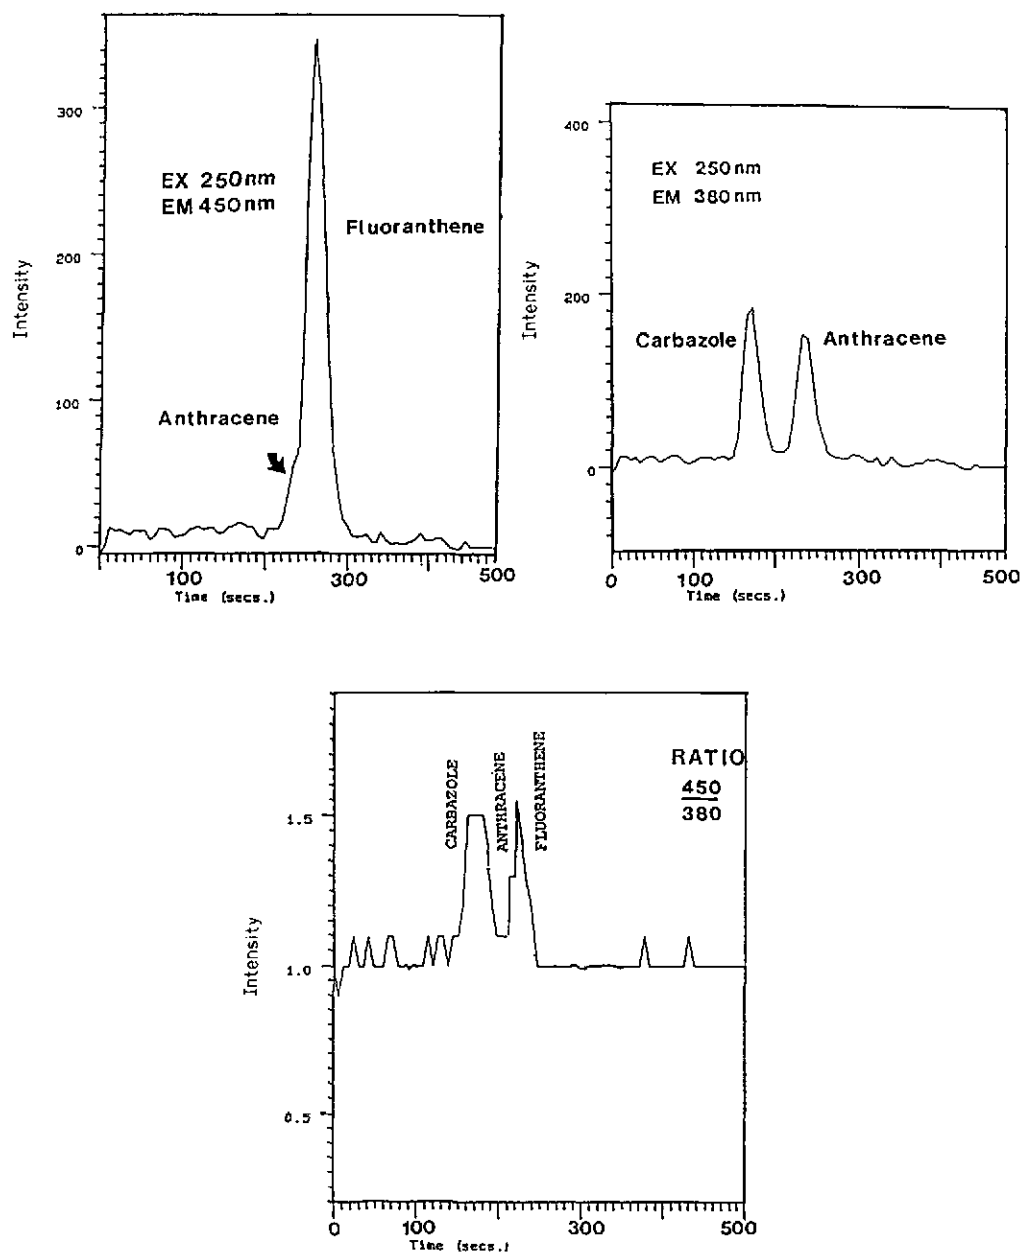 300
200
100
0
Intensity
EX 250nm
EM 450nm
Fluoranthene
Anthracene
100 300 500
Time (secs.)
400
200
0
Intensity
EX 250nm
EM 380nm
Carbazole
Anthracene
0 100 300 500
Time (secs.)
1.5
1.0
0.5
Intensity
CARBAZOLE
ANTHRACENE
FLUORANTHENE
RATIO
450
380
0 100 300 500
Time (secs.)